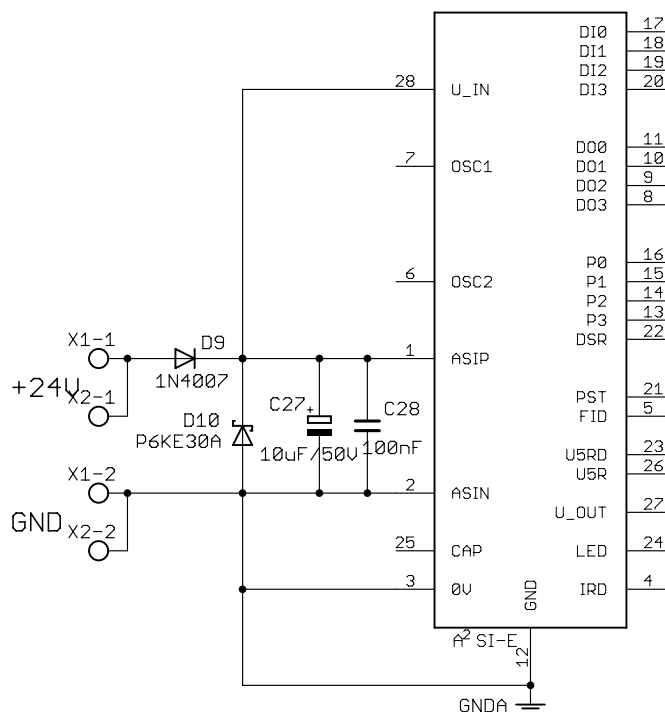 DI0 17
DI1 18
DI2 19
28 U_IN DI3 20
DO0 11
7 OSC1 DO1 10
DO2 9
DO3 8
P0 16
6 OSC2 P1 15
P2 14
P3 13
X1-1 D9 DSR 22
1 ASIP
1N4007
+24V X2-1
PST 21
C27 + C28
D10 FID 5
P6KE30A
10uF/50V 100nF
U5RD 23
X1-2 U5R 26
2 ASIN
U_OUT 27
GND X2-2
25 CAP LED 24
3 0V GND IRD 4
A² SI-E
12
GNDA